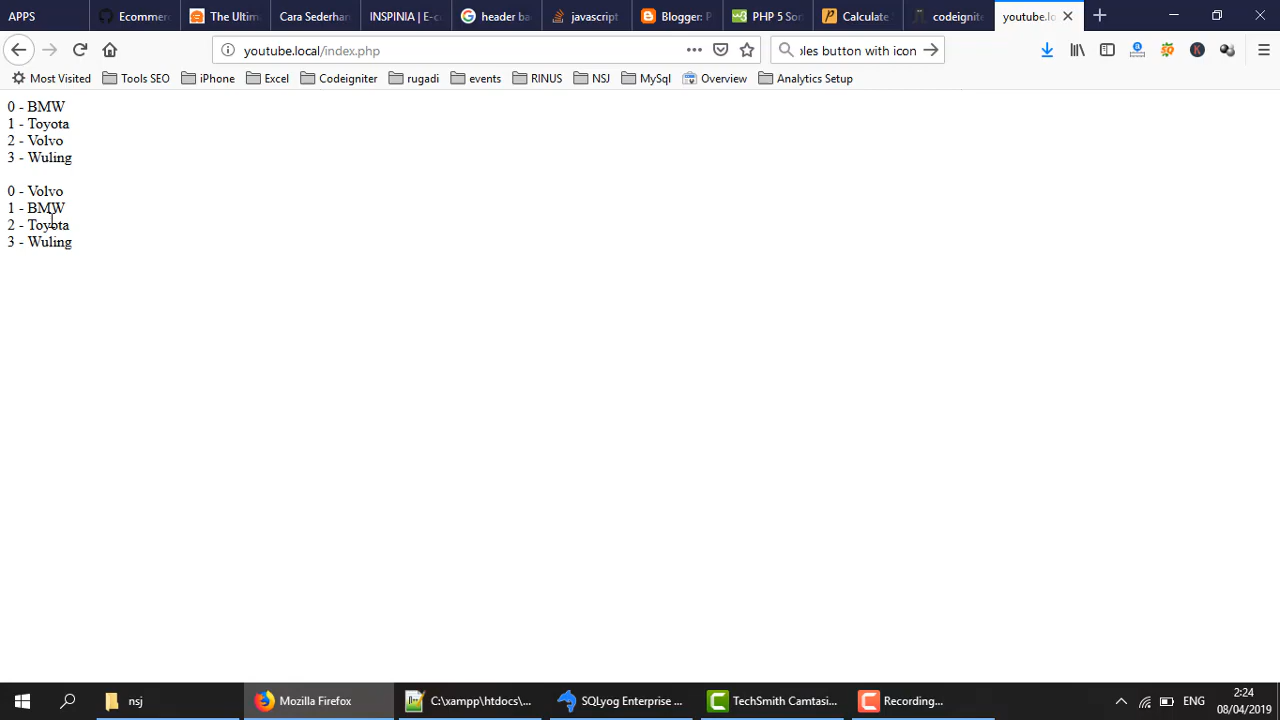 APPS
Ecommer
The Ultim
Cara Sederhan
INSPINIA | E-c
header ba
javascript
Blogger: P
PHP 5 Sor
Calculate
codeignite
youtube.lo
youtube.local/index.php
ples button with icon
Most Visited
Tools SEO
iPhone
Excel
Codeigniter
rugadi
events
RINUS
NSJ
MySql
Overview
Analytics Setup
0 - BMW
1 - Toyota
2 - Volvo
3 - Wuling
0 - Volvo
1 - BMW
2 - Toyota
3 - Wuling
nsj
Mozilla Firefox
C:\xampp\htdocs\...
SQLyog Enterprise ...
TechSmith Camtasi...
Recording...
ENG
2:24
08/04/2019